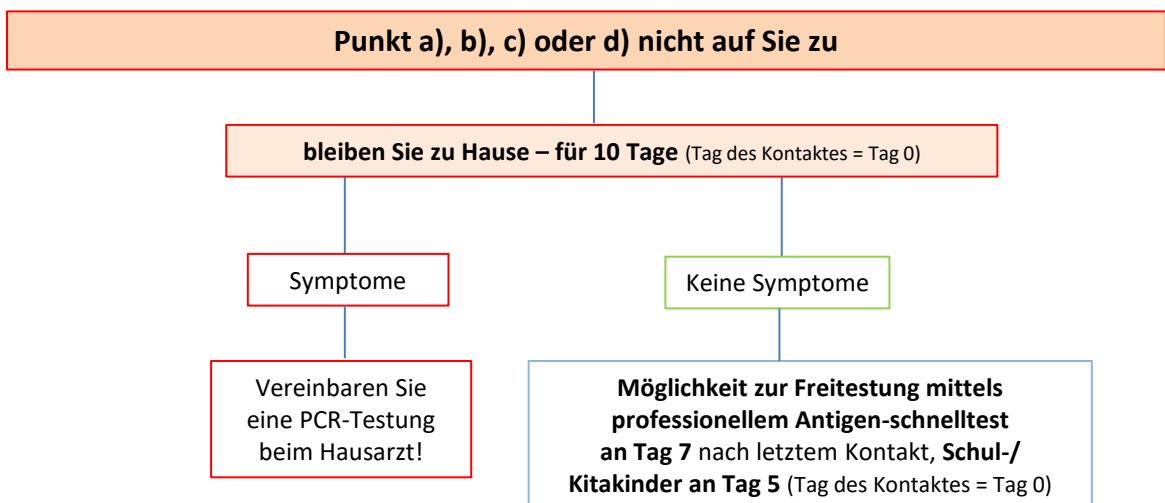 Punkt a), b), c) oder d) nicht auf Sie zu
bleiben Sie zu Hause – für 10 Tage (Tag des Kontaktes = Tag 0)
Symptome
Keine Symptome
Vereinbaren Sie
eine PCR-Testung
beim Hausarzt!
Möglichkeit zur Freitestung mittels
professionellem Antigen-schnelltest
an Tag 7 nach letztem Kontakt, Schul-/
Kitakinder an Tag 5 (Tag des Kontaktes = Tag 0)